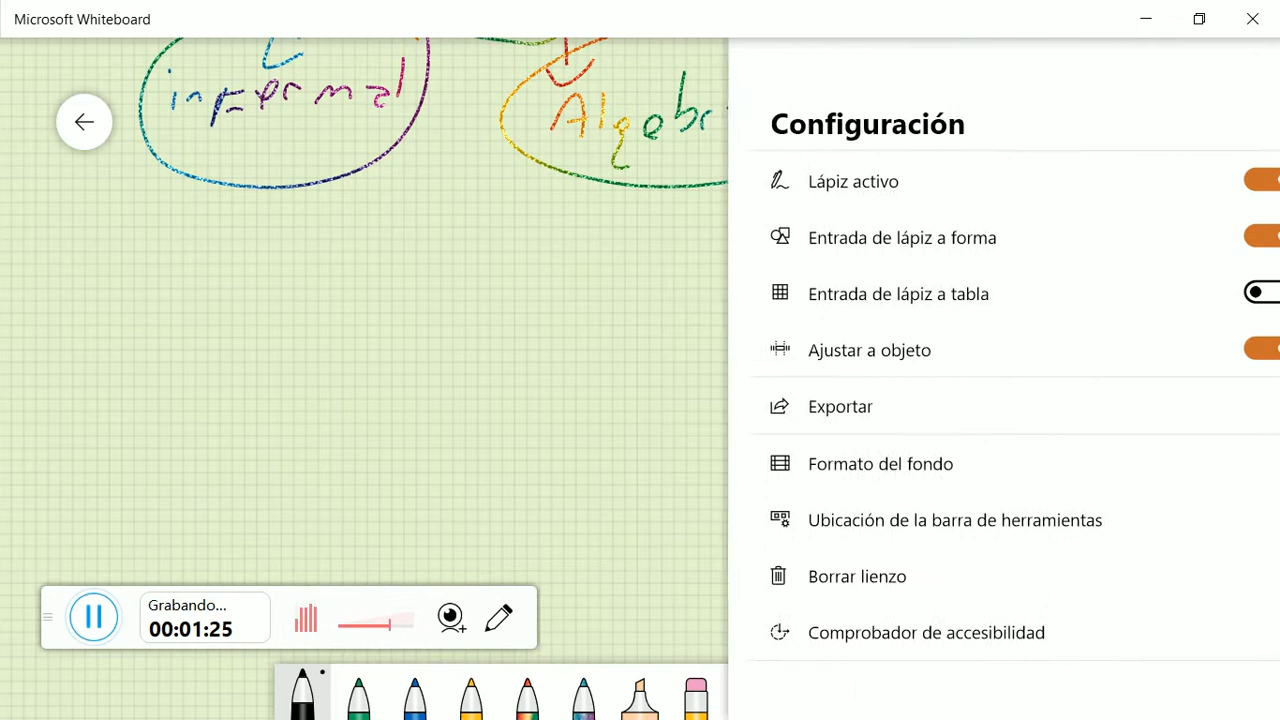 Microsoft Whiteboard
informal
Algebr
Configuración
Lápiz activo
Entrada de lápiz a forma
Entrada de lápiz a tabla
Ajustar a objeto
Exportar
Formato del fondo
Ubicación de la barra de herramientas
Borrar lienzo
Comprobador de accesibilidad
Grabando...
00:01:25